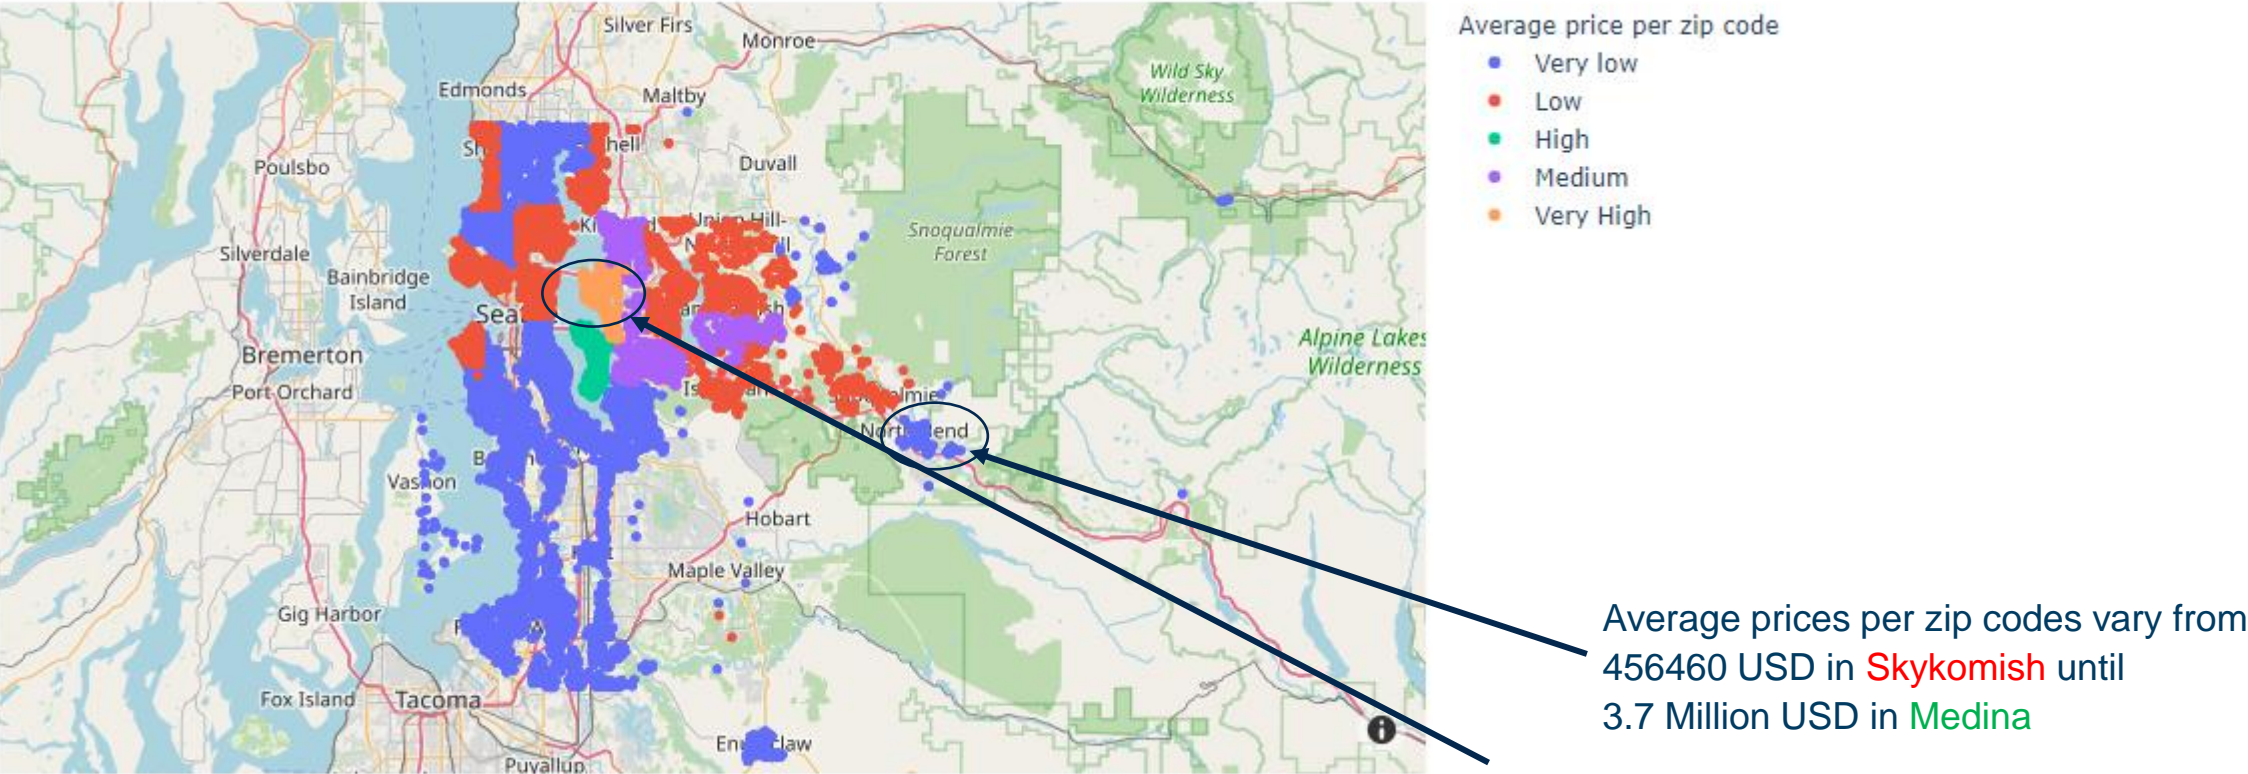 Silver Firs
Monroe
Average price per zip code
Very low
Low
High
Medium
Very High
Wild Sky
Wilderness
Edmonds
Maltby
Poulsbo
Duvall
Silverdale
Snoqualmie
Forest
Bainbridge
Island
Alpine Lakes
Wilderness
Bremerton
Port Orchard
Hobart
Maple Valley
Gig Harbor
Fox Island
Tacoma
Puyallup
Average prices per zip codes vary from
456460 USD in Skykomish until
3.7 Million USD in Medina